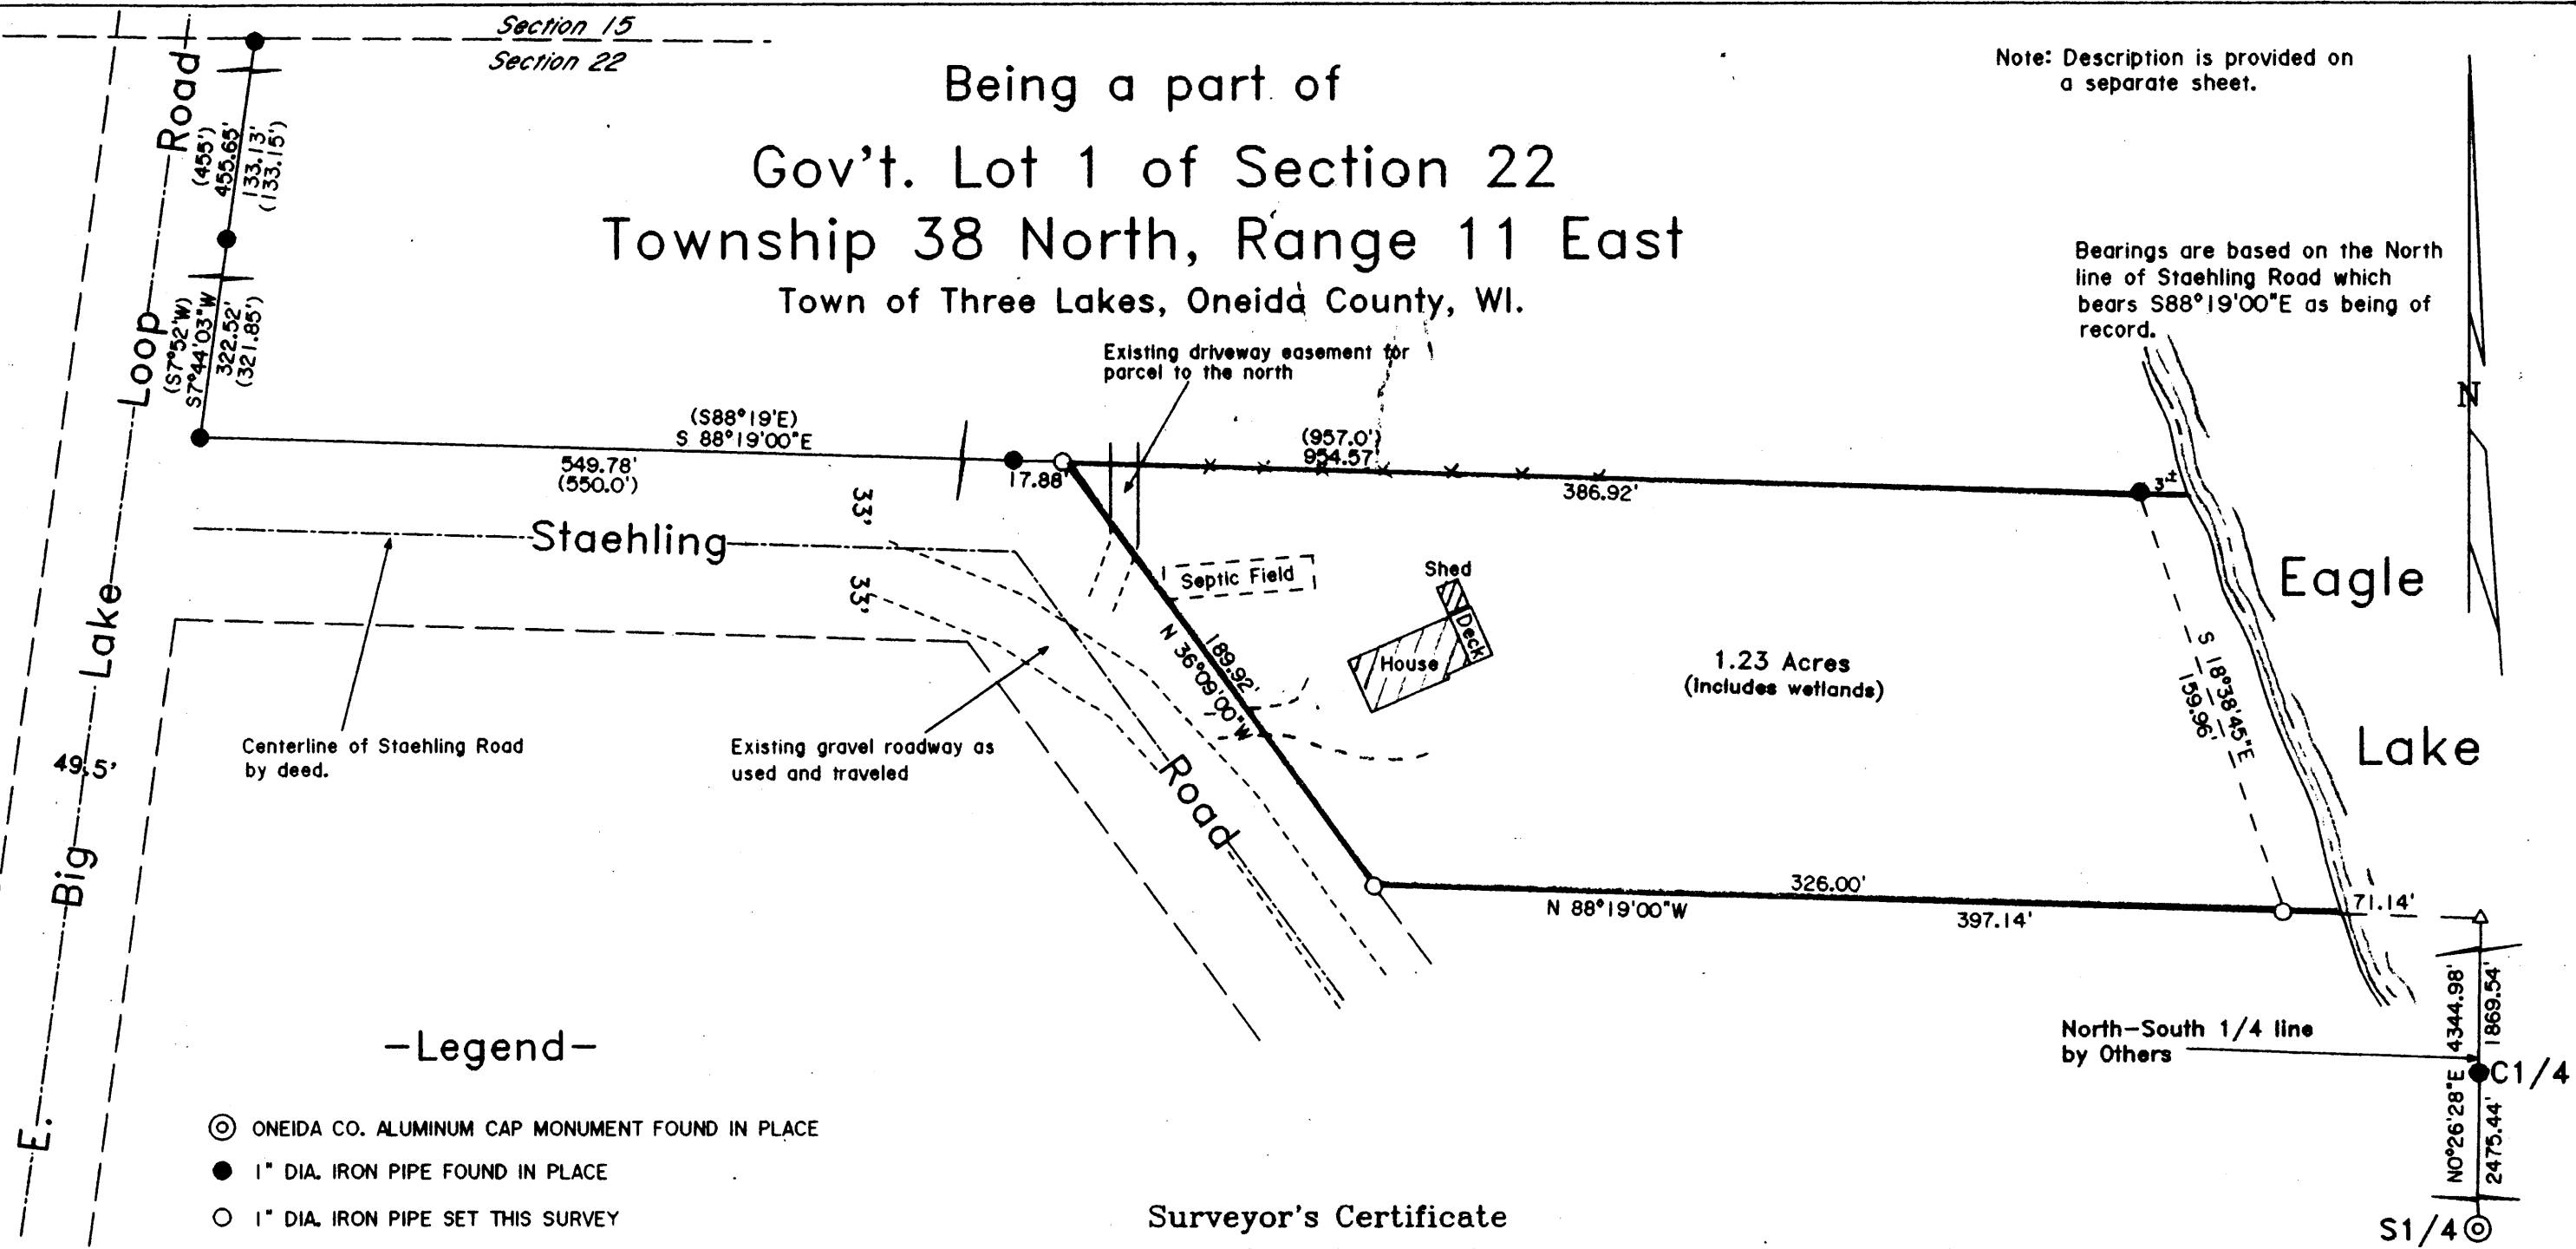 Section 15
Section 22
Note: Description is provided on
a separate sheet.
Being a part of
Gov't. Lot 1 of Section 22
Township 38 North, Range 11 East
Town of Three Lakes, Oneida County, WI.
Bearings are based on the North
line of Staehling Road which
bears S88°19'00"E as being of
record.
N
(455')
455.65'
133.13'
(133.15')
(S7°52'W)
S7°44'03"W
322.52'
(321.85')
E. Big Lake Loop Road
49.5'
Existing driveway easement for
parcel to the north
(S88°19'E)
S 88°19'00"E
549.78'
(550.0')
17.88'
(957.0')
954.57'
386.92'
3'±
33'
33'
Staehling
Road
Septic Field
Shed
Deck
House
1.23 Acres
(includes wetlands)
189.92'
N 36°09'00"W
S 18°38'45"E
159.96'
Eagle
Lake
Centerline of Staehling Road
by deed.
Existing gravel roadway as
used and traveled
326.00'
N 88°19'00"W
397.14'
71.14'
North-South 1/4 line
by Others
N0°26'28"E 4344.98'
1869.54'
2475.44'
C1/4
S1/4
-Legend-
ONEIDA CO. ALUMINUM CAP MONUMENT FOUND IN PLACE
1" DIA. IRON PIPE FOUND IN PLACE
1" DIA. IRON PIPE SET THIS SURVEY
Surveyor's Certificate